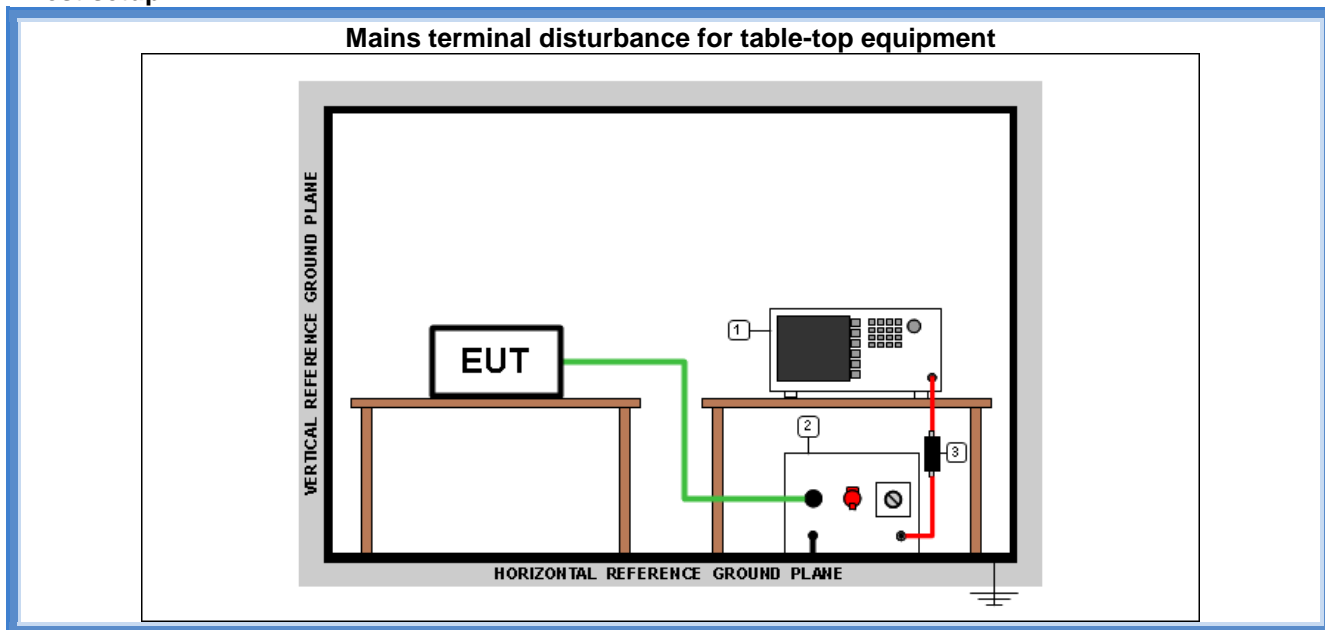 Mains terminal disturbance for table-top equipment
VERTICAL REFERENCE GROUND PLANE
EUT
1
2
3
HORIZONTAL REFERENCE GROUND PLANE